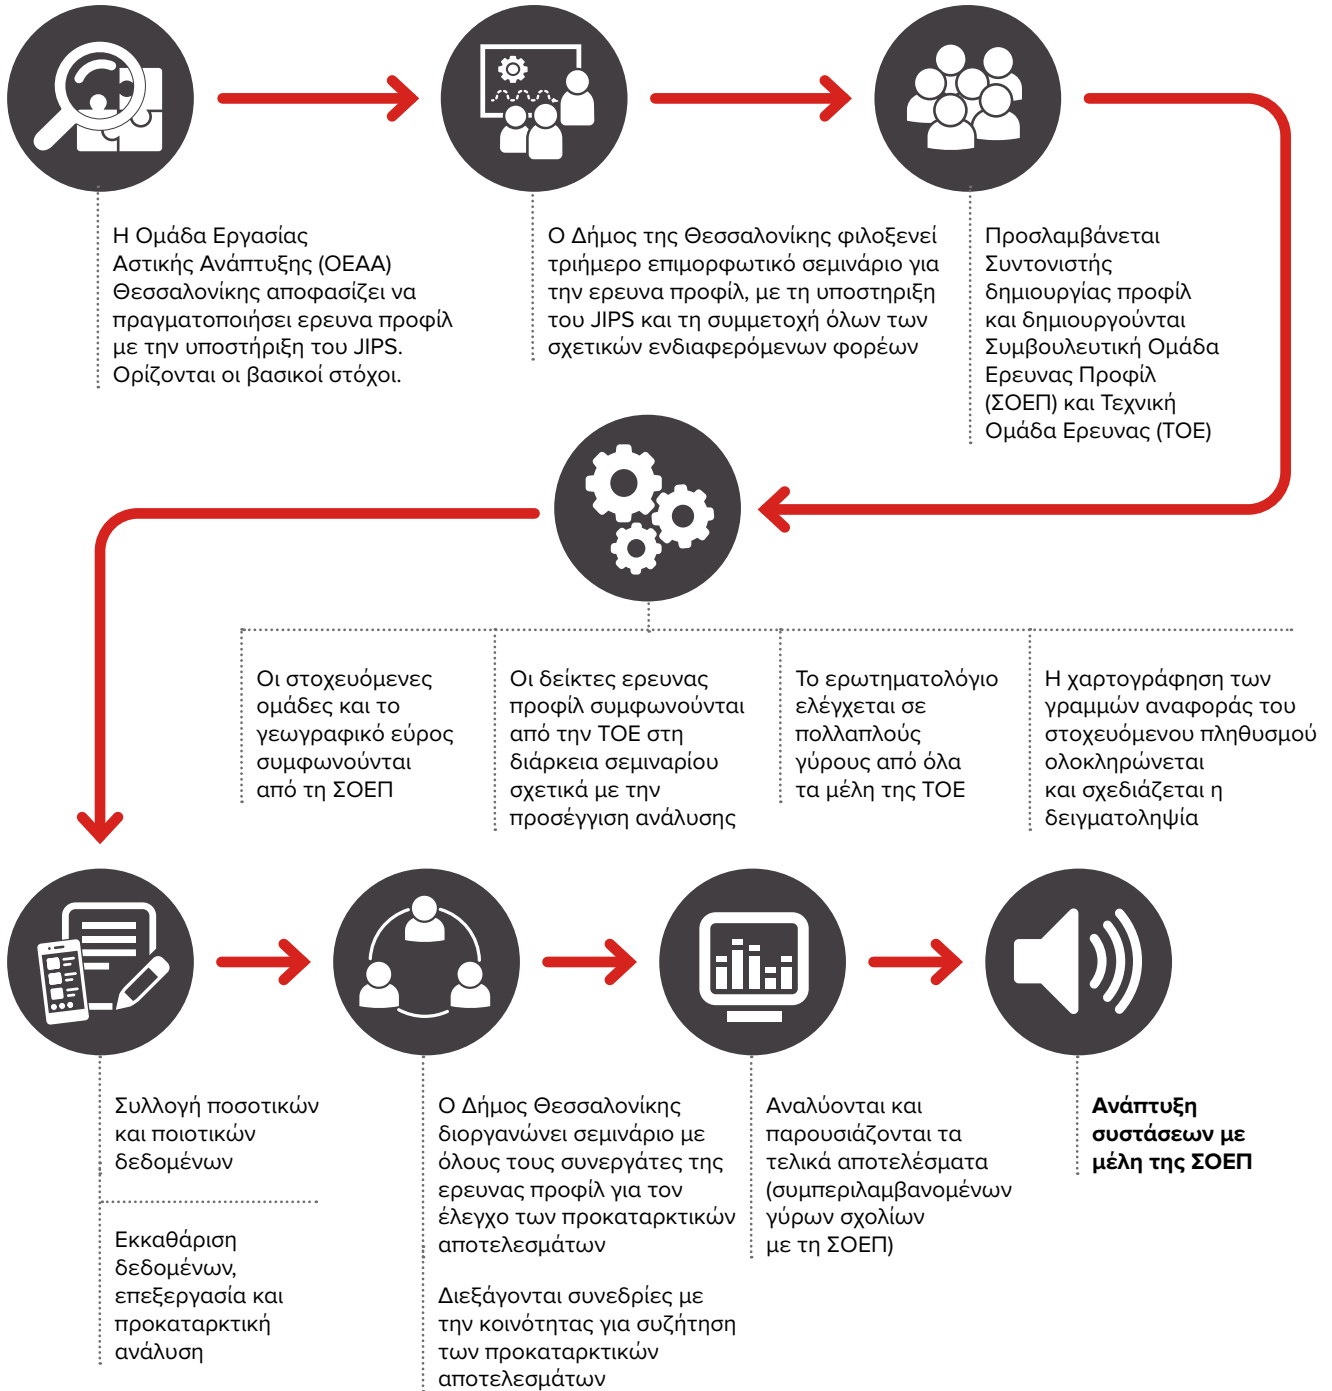 Η Ομάδα Εργασίας
Αστικής Ανάπτυξης (ΟΕΑΑ)
Θεσσαλονίκης αποφασίζει να
πραγματοποιήσει ερευνα προφίλ
με την υποστήριξη του JIPS.
Ορίζονται οι βασικοί στόχοι.
Ο Δήμος της Θεσσαλονίκης φιλοξενεί
τριήμερο επιμορφωτικό σεμινάριο για
την ερευνα προφίλ, με τη υποστηριξη
του JIPS και τη συμμετοχή όλων των
σχετικών ενδιαφερόμενων φορέων
Προσλαμβάνεται
Συντονιστής
δημιουργίας προφίλ
και δημιουργούνται
Συμβουλευτική Ομάδα
Ερευνας Προφίλ
(ΣΟΕΠ) και Τεχνική
Ομάδα Ερευνας (ΤΟΕ)
Οι στοχευόμενες
ομάδες και το
γεωγραφικό εύρος
συμφωνούνται
από τη ΣΟΕΠ
Οι δείκτες ερευνας
προφίλ συμφωνούνται
από την ΤΟΕ στη
διάρκεια σεμιναρίου
σχετικά με την
προσέγγιση ανάλυσης
Το ερωτηματολόγιο
ελέγχεται σε
πολλαπλούς
γύρους από όλα
τα μέλη της ΤΟΕ
Η χαρτογράφηση των
γραμμών αναφοράς του
στοχευόμενου πληθυσμού
ολοκληρώνεται
και σχεδιάζεται η
δειγματοληψία
Συλλογή ποσοτικών
και ποιοτικών
δεδομένων
Εκκαθάριση
δεδομένων,
επεξεργασία και
προκαταρκτική
ανάλυση
Ο Δήμος Θεσσαλονίκης
διοργανώνει σεμινάριο με
όλους τους συνεργάτες της
ερευνας προφίλ για τον
έλεγχο των προκαταρκτικών
αποτελεσμάτων
Διεξάγονται συνεδρίες με
την κοινότητας για συζήτηση
των προκαταρκτικών
αποτελεσμάτων
Αναλύονται και
παρουσιάζονται τα
τελικά αποτελέσματα
(συμπεριλαμβανομένων
γύρων σχολίων
με τη ΣΟΕΠ)
Ανάπτυξη
συστάσεων με
μέλη της ΣΟΕΠ